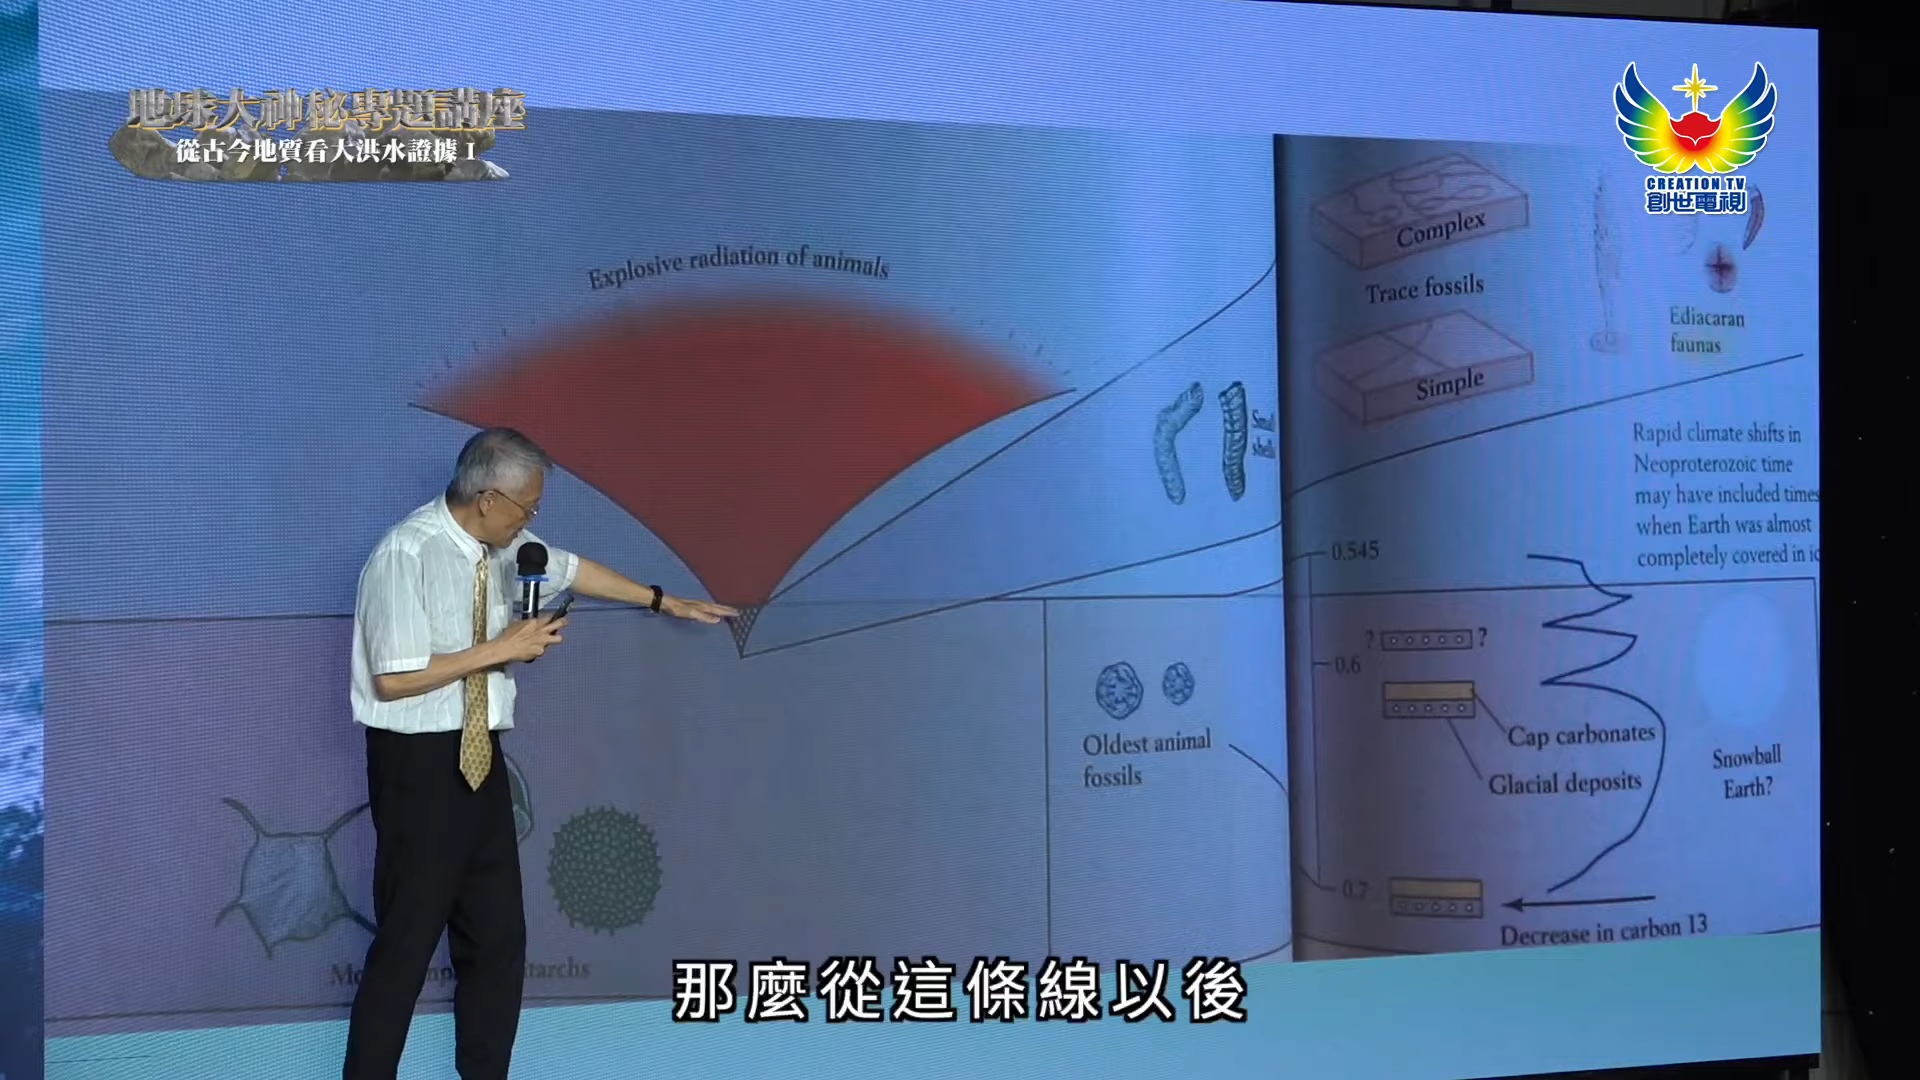 地球大神秘專題講座
從古今地質看大洪水證據 I
CREATION TV
創世電視
Explosive radiation of animals
Complex
Trace fossils
Simple
Ediacaran
faunas
Small
shells
Rapid climate shifts in
Neoproterozoic time
may have included times
when Earth was almost
completely covered in ic
0.545
? ?
0.6
Cap carbonates
Glacial deposits
Snowball
Earth?
Oldest animal
fossils
0.7
Decrease in carbon 13
那麼從這條線以後